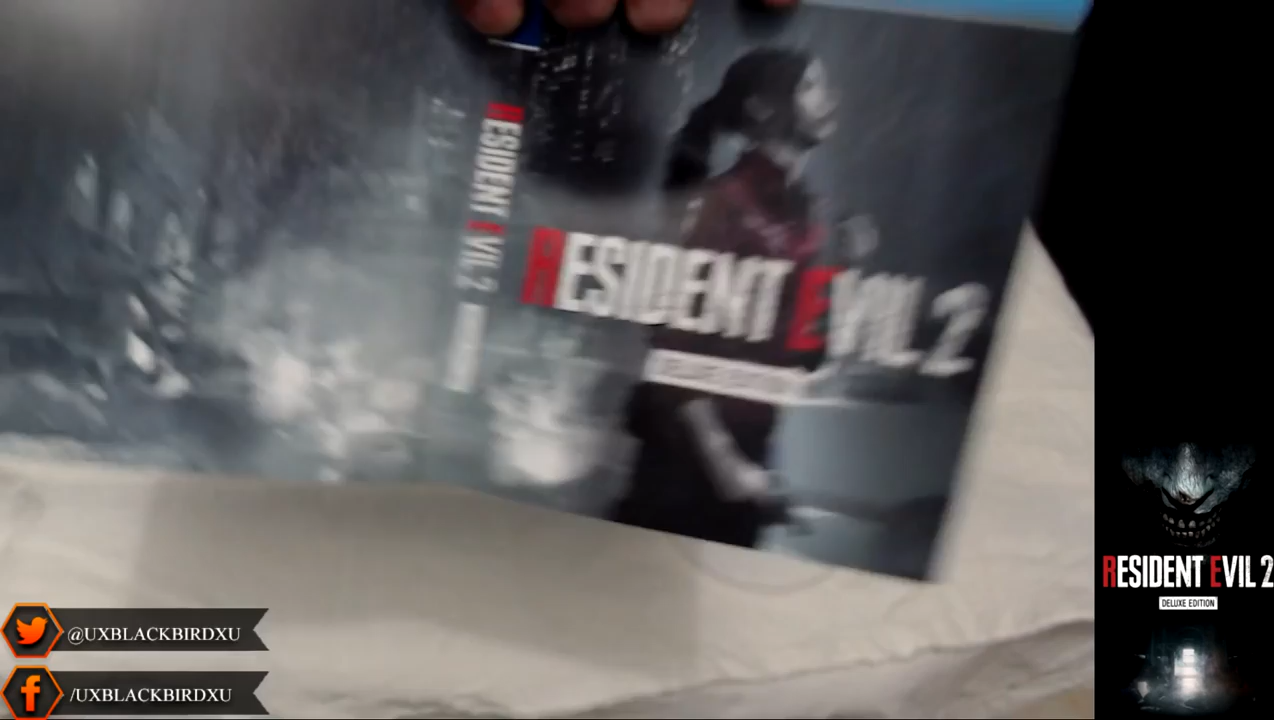 RESIDENT EVIL 2
RESIDENT EVIL 2
RESIDENT EVIL 2
DELUXE EDITION
@UXBLACKBIRDXU
/UXBLACKBIRDXU